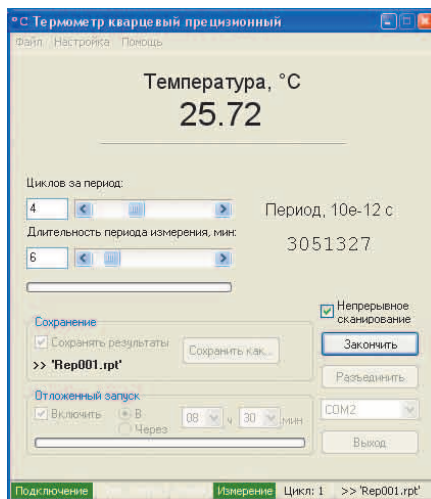 °C Термометр кварцевый прецизионный
Файл Настройка Помощь
Температура, °C
25.72
Циклов за период:
4
Период, 10e-12 с
Длительность периода измерения, мин:
3051327
6
Непрерывное
сканирование
Сохранение
Сохранять результаты
Сохранить как...
>> 'Rep001.rpt'
Закончить
Разъединить
Отложенный запуск
Включить
В
Через
08 ч 30 мин
COM2
Выход
Подключение Измерение Цикл: 1 >> 'Rep001.rpt'